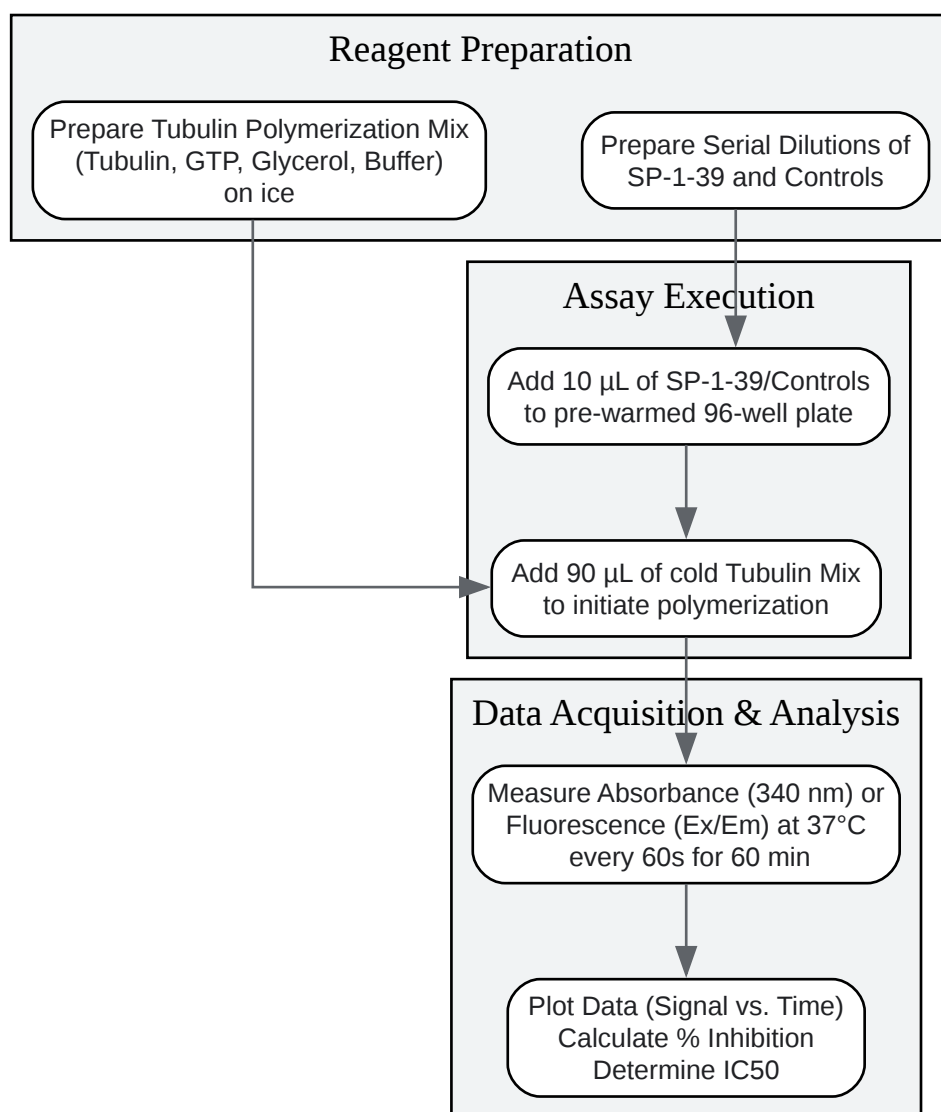 Reagent Preparation
Prepare Tubulin Polymerization Mix
(Tubulin, GTP, Glycerol, Buffer)
on ice
Prepare Serial Dilutions of
SP-1-39 and Controls
Assay Execution
Add 10 µL of SP-1-39/Controls
to pre-warmed 96-well plate
Add 90 µL of cold Tubulin Mix
to initiate polymerization
Data Acquisition & Analysis
Measure Absorbance (340 nm) or
Fluorescence (Ex/Em) at 37°C
every 60s for 60 min
Plot Data (Signal vs. Time)
Calculate % Inhibition
Determine IC50